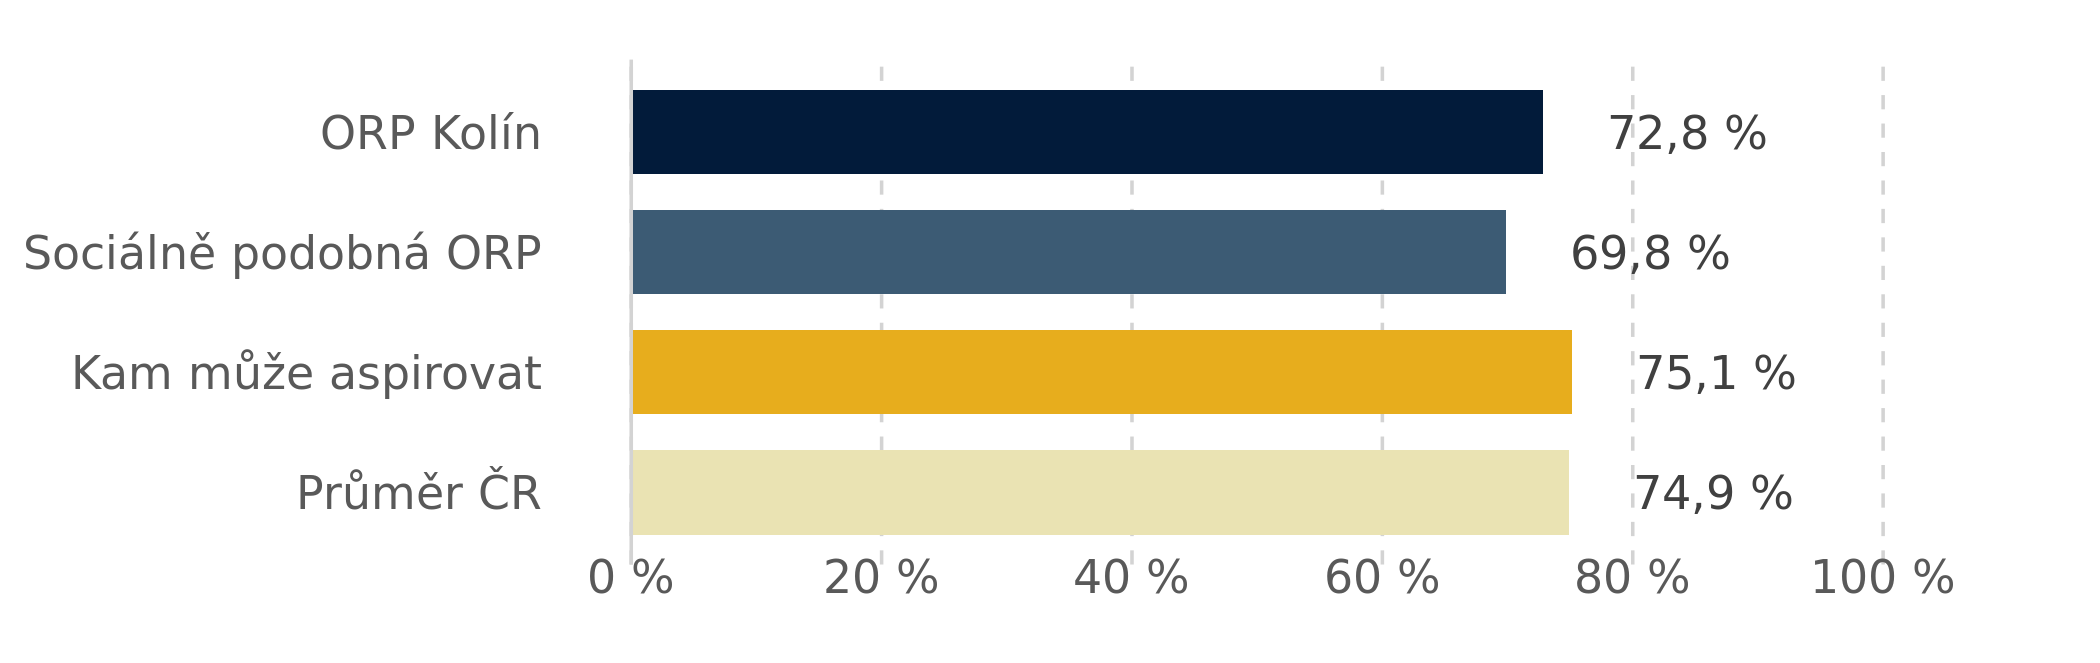 ORP Kolín 72,8 %
Sociálně podobná ORP 69,8 %
Kam může aspirovat 75,1 %
Průměr ČR 74,9 %
0 % 20 % 40 % 60 % 80 % 100 %